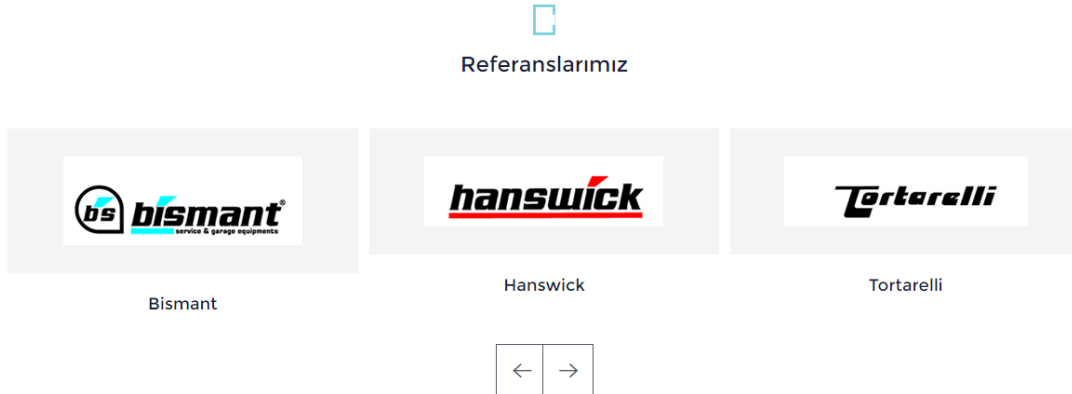 Referanslarımız
bs bismant®
service & garage equipments
hanswick
Tortarelli
Bismant
Hanswick
Tortarelli